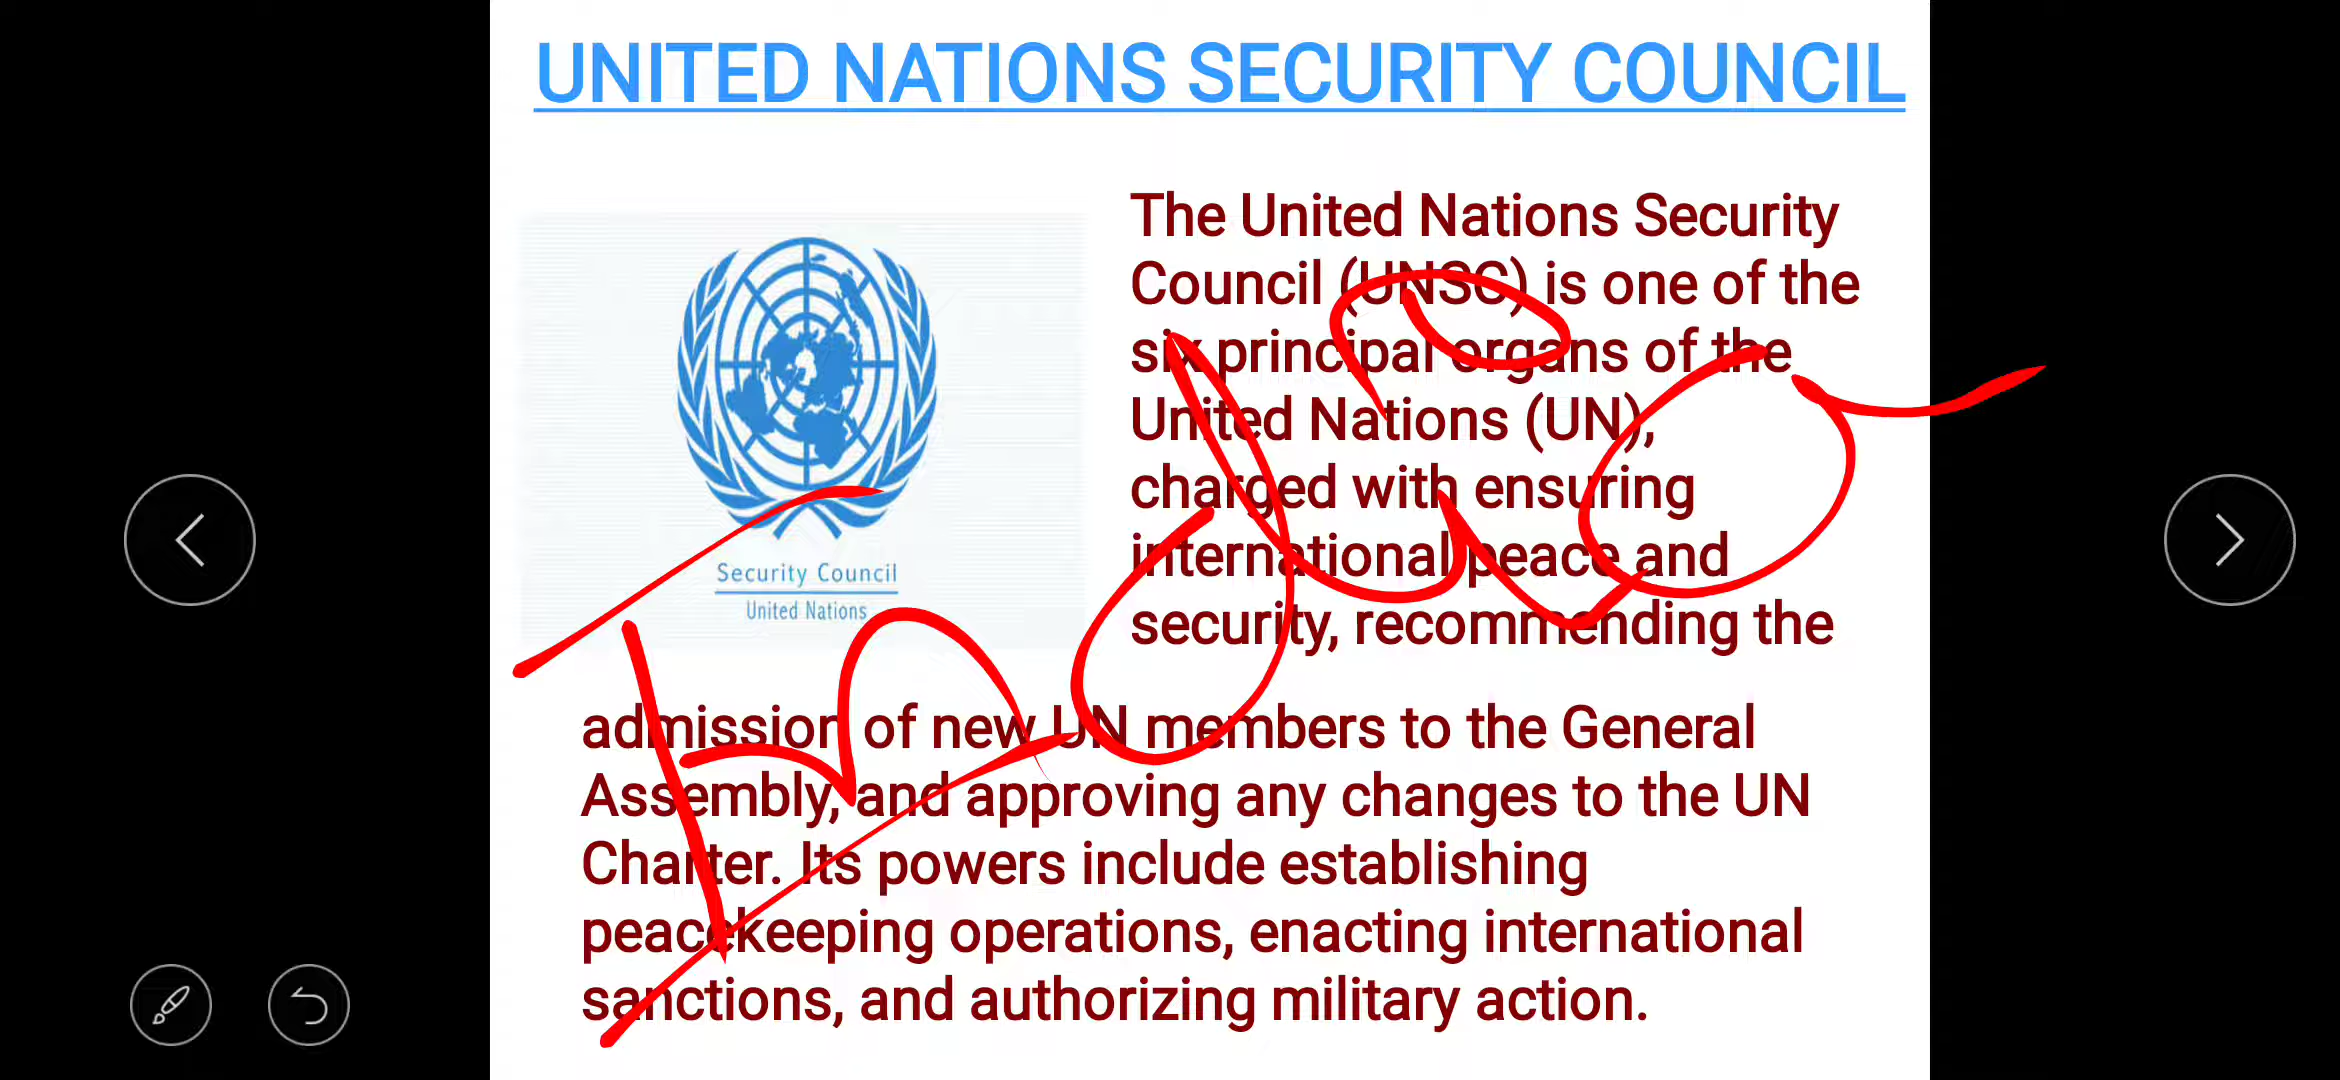 UNITED NATIONS SECURITY COUNCIL
The United Nations Security
Council (UNSC) is one of the
six principal organs of the
United Nations (UN),
charged with ensuring
international peace and
security, recommending the
Security Council
United Nations
admission of new UN members to the General
Assembly, and approving any changes to the UN
Charter. Its powers include establishing
peacekeeping operations, enacting international
sanctions, and authorizing military action.